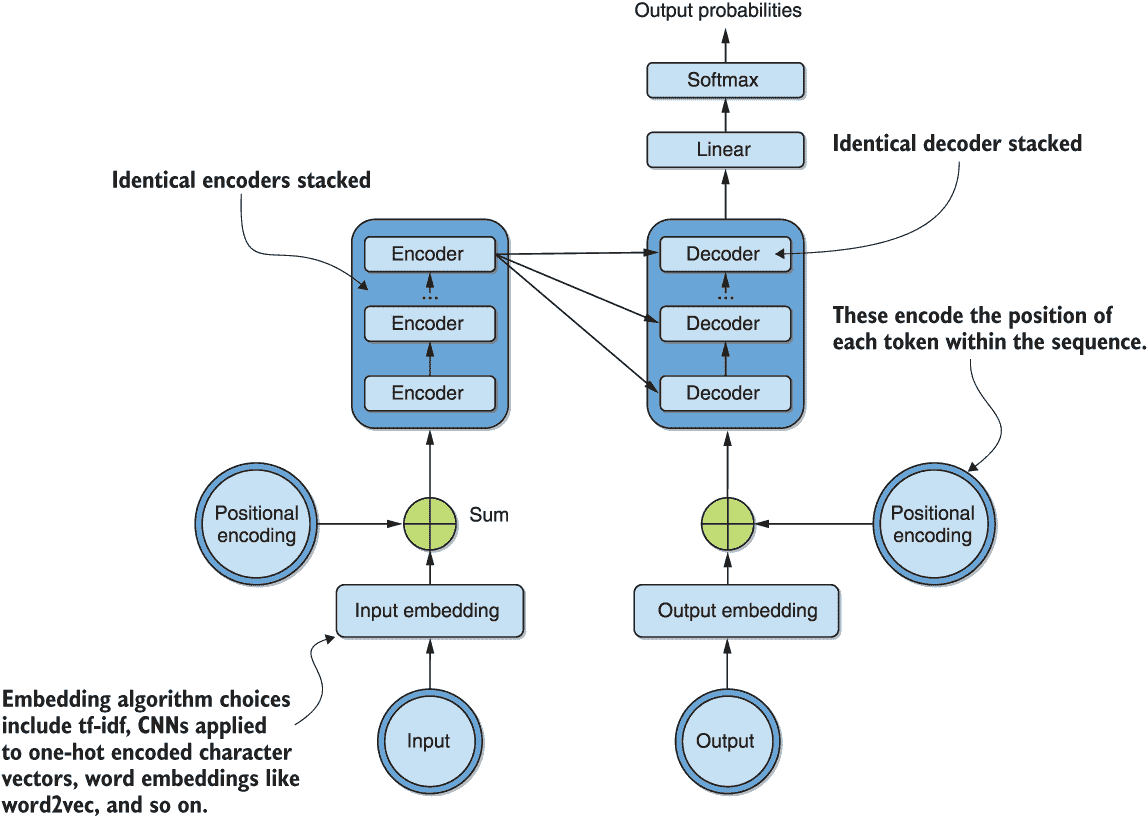 Output probabilities
Softmax
Linear
Identical decoder stacked
Identical encoders stacked
Encoder
...
Encoder
Encoder
Decoder
...
Decoder
Decoder
These encode the position of
each token within the sequence.
Positional
encoding
Sum
Positional
encoding
Input embedding
Output embedding
Embedding algorithm choices
include tf-idf, CNNs applied
to one-hot encoded character
vectors, word embeddings like
word2vec, and so on.
Input
Output